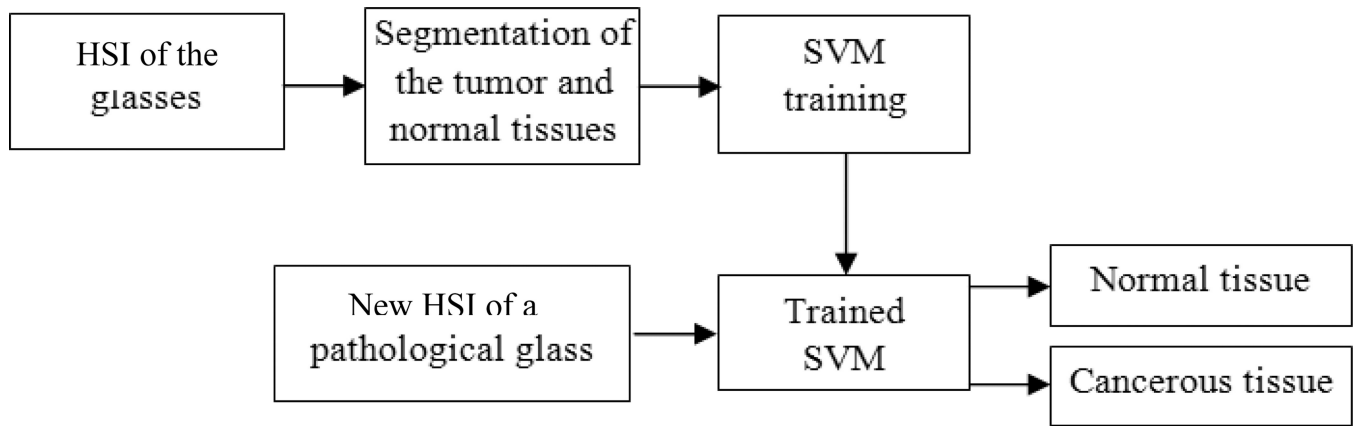 HSI of the
glasses
Segmentation of
the tumor and
normal tissues
SVM
training
New HSI of a
pathological glass
Trained
SVM
Normal tissue
Cancerous tissue